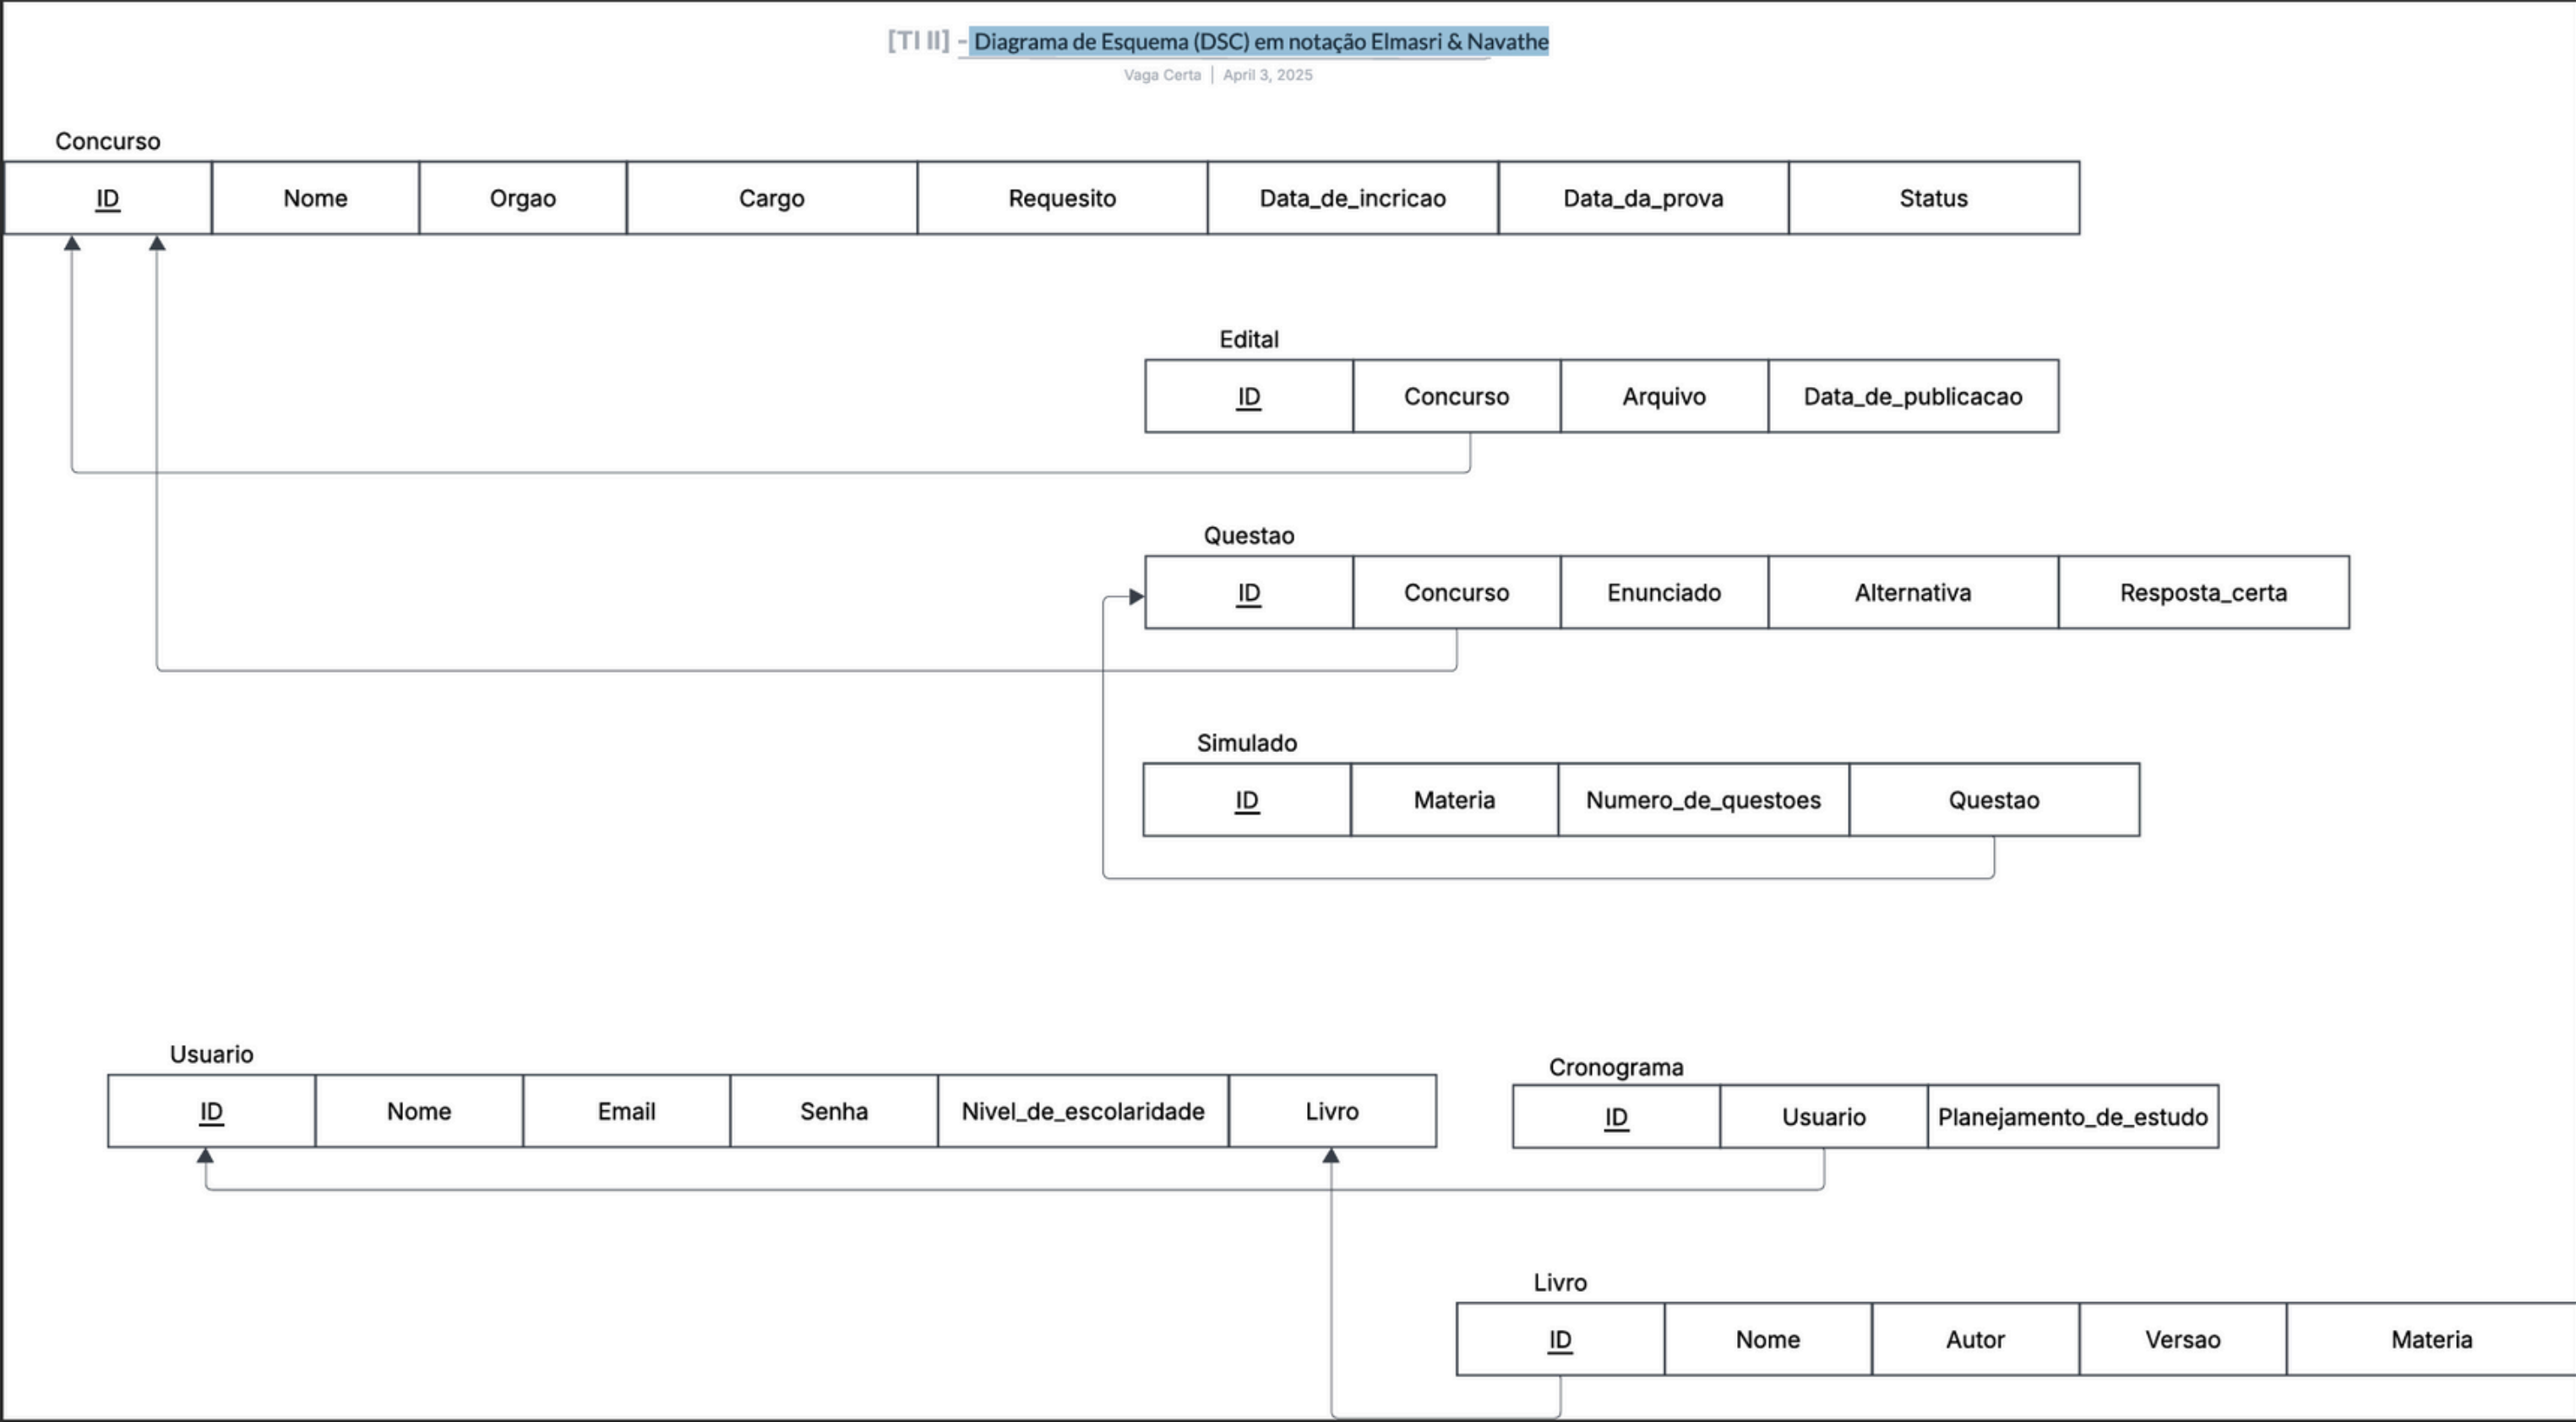 [TI II] - Diagrama de Esquema (DSC) em notação Elmasri & Navathe
Vaga Certa | April 3, 2025
Concurso
ID Nome Orgao Cargo Requesito Data_de_incricao Data_da_prova Status
Edital
ID Concurso Arquivo Data_de_publicacao
Questao
ID Concurso Enunciado Alternativa Resposta_certa
Simulado
ID Materia Numero_de_questoes Questao
Usuario
ID Nome Email Senha Nivel_de_escolaridade Livro
Cronograma
ID Usuario Planejamento_de_estudo
Livro
ID Nome Autor Versao Materia